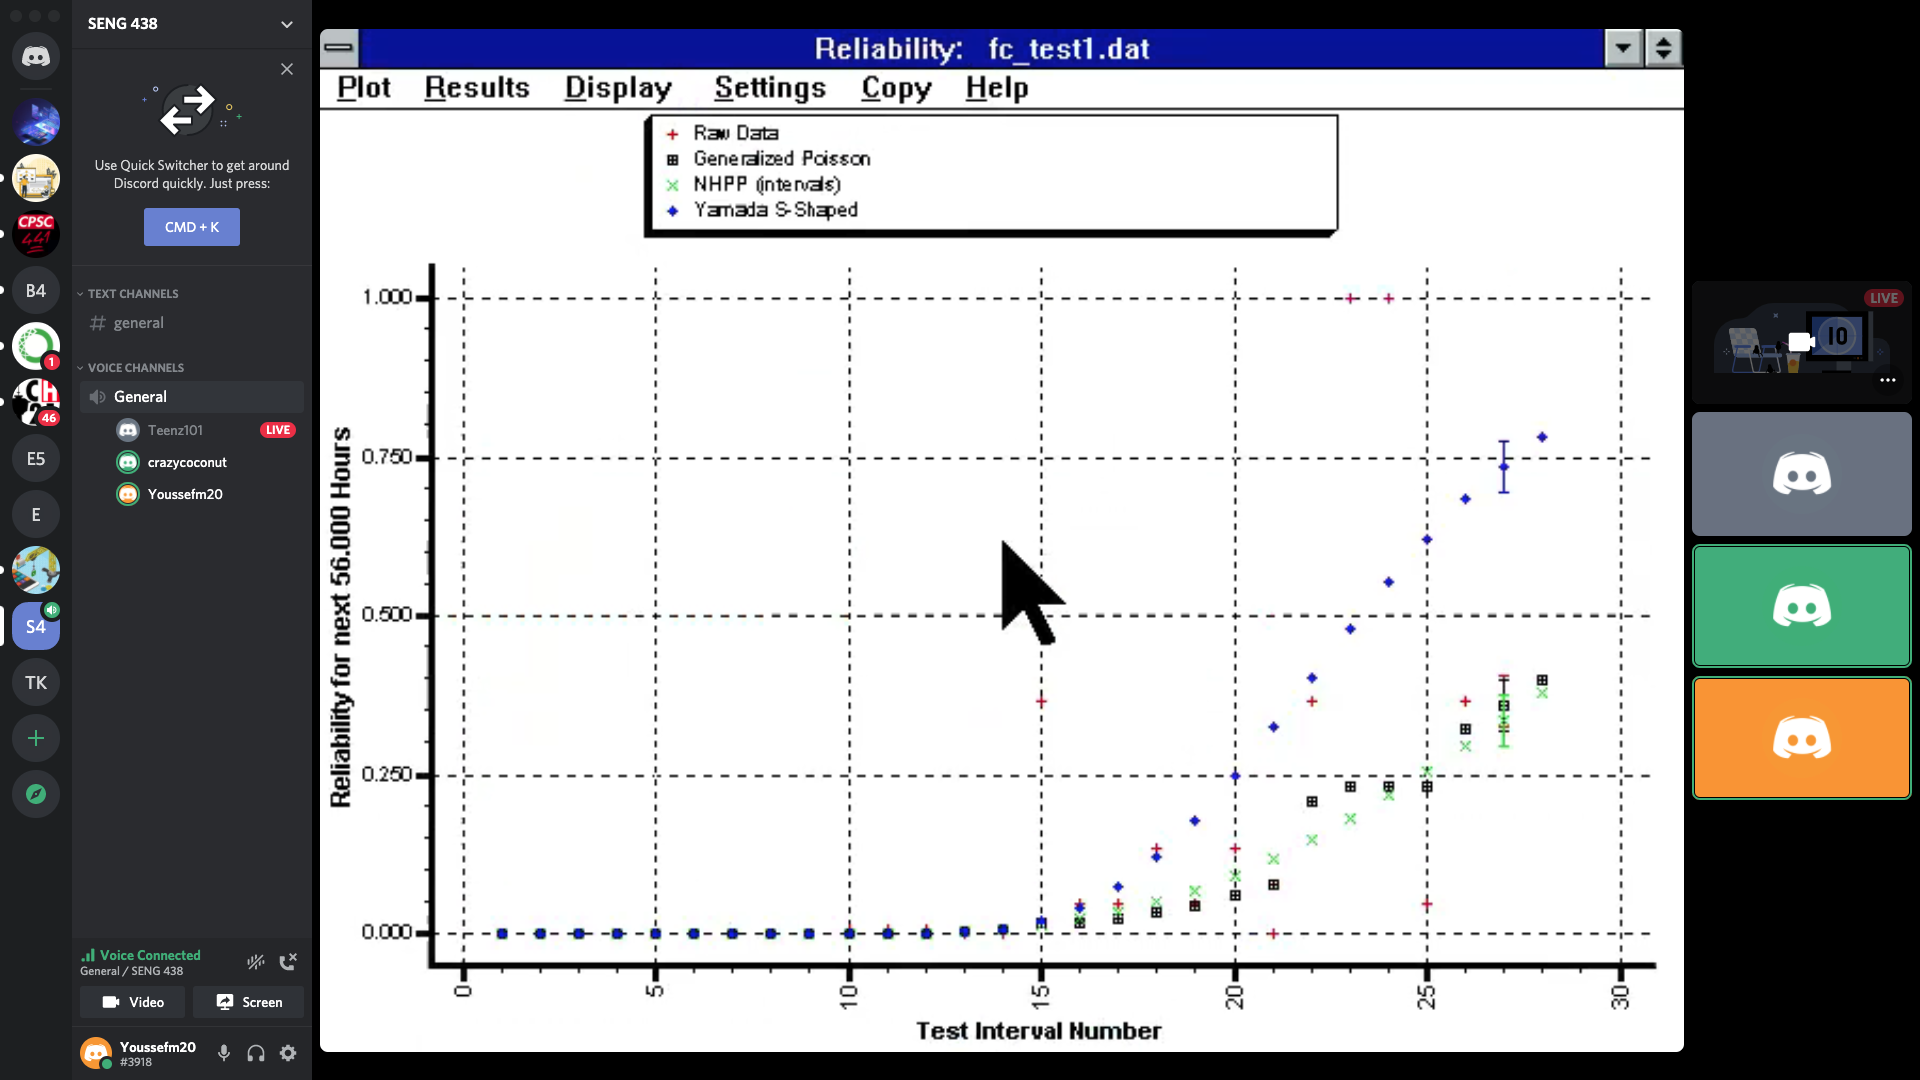 SENG 438
Use Quick Switcher to get around
Discord quickly. Just press:
CMD + K
TEXT CHANNELS
# general
VOICE CHANNELS
General
Teenz101 LIVE
crazycoconut
Youssefm20
Voice Connected
General / SENG 438
Video
Screen
Youssefm20
#3918
CPSC
441
B4
1
46
E5
E
S4
TK
Reliability: fc_test1.dat
Plot Results Display Settings Copy Help
Raw Data
Generalized Poisson
NHPP (intervals)
Yamada S-Shaped
Reliability for next 56.000 Hours
1.000
0.750
0.500
0.250
0.000
0 5 10 15 20 25 30
Test Interval Number
LIVE
10